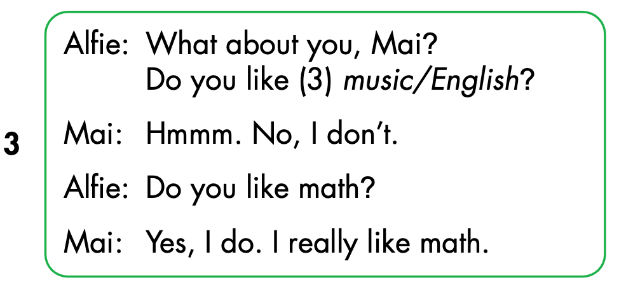 Alfie: What about you, Mai?
Do you like (3) music/English?
3
Mai: Hmmm. No, I don't.
Alfie: Do you like math?
Mai: Yes, I do. I really like math.